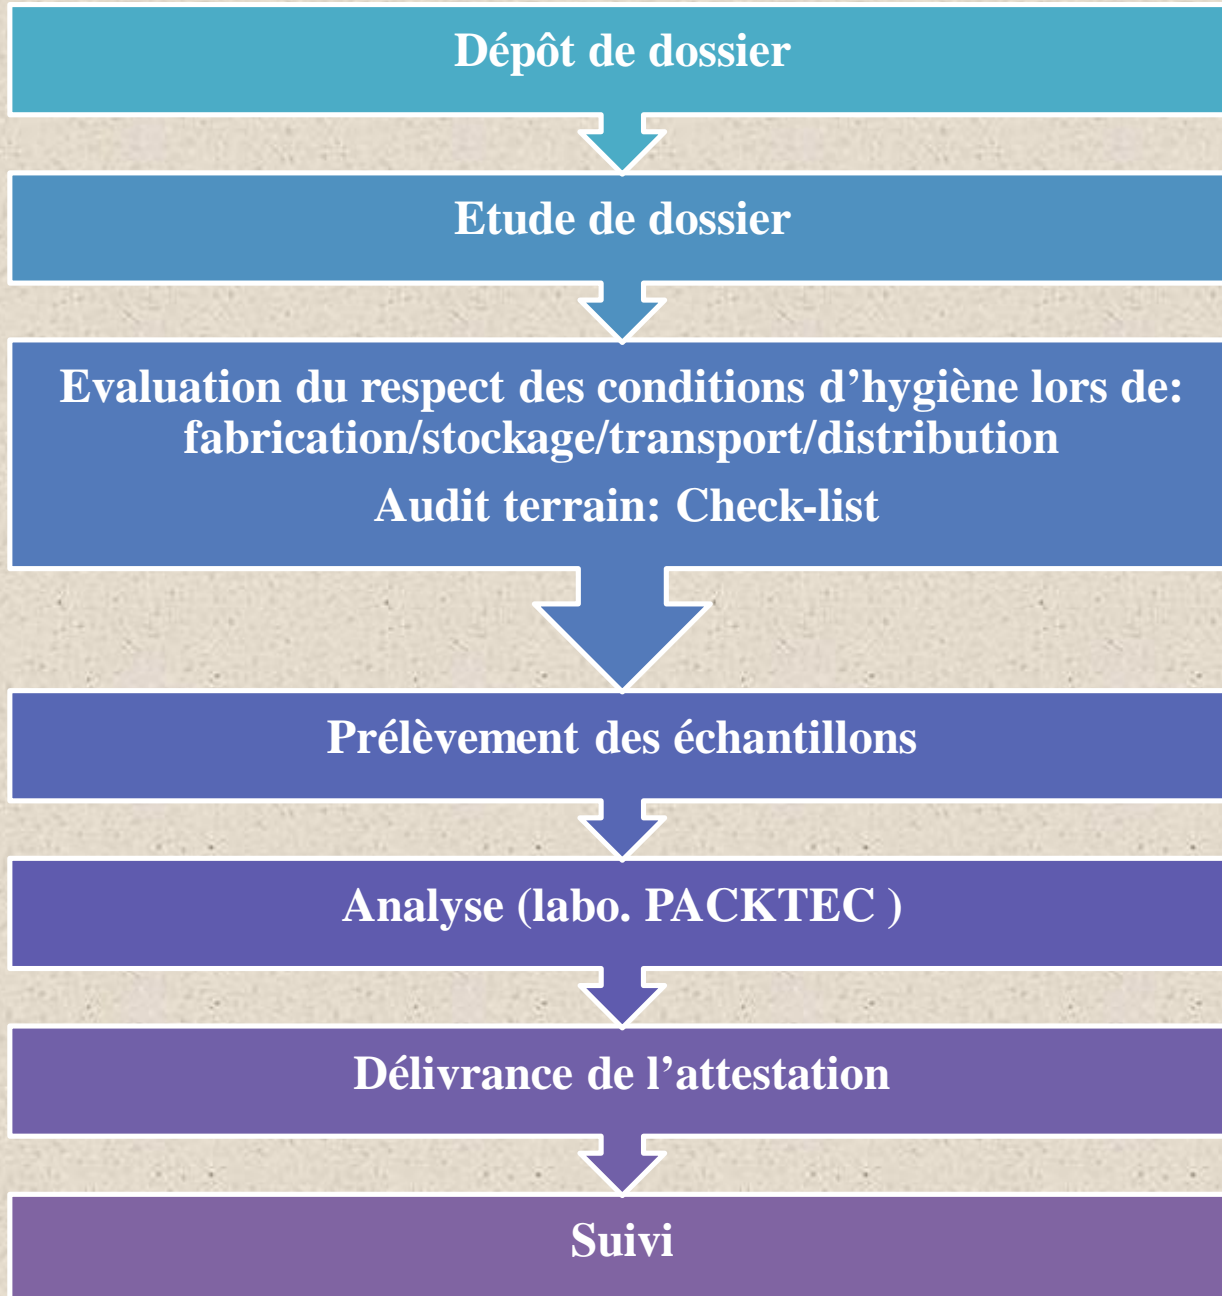 Dépôt de dossier
Etude de dossier
Evaluation du respect des conditions d’hygiène lors de:
fabrication/stockage/transport/distribution
Audit terrain: Check-list
Prélèvement des échantillons
Analyse (labo. PACKTEC )
Délivrance de l’attestation
Suivi